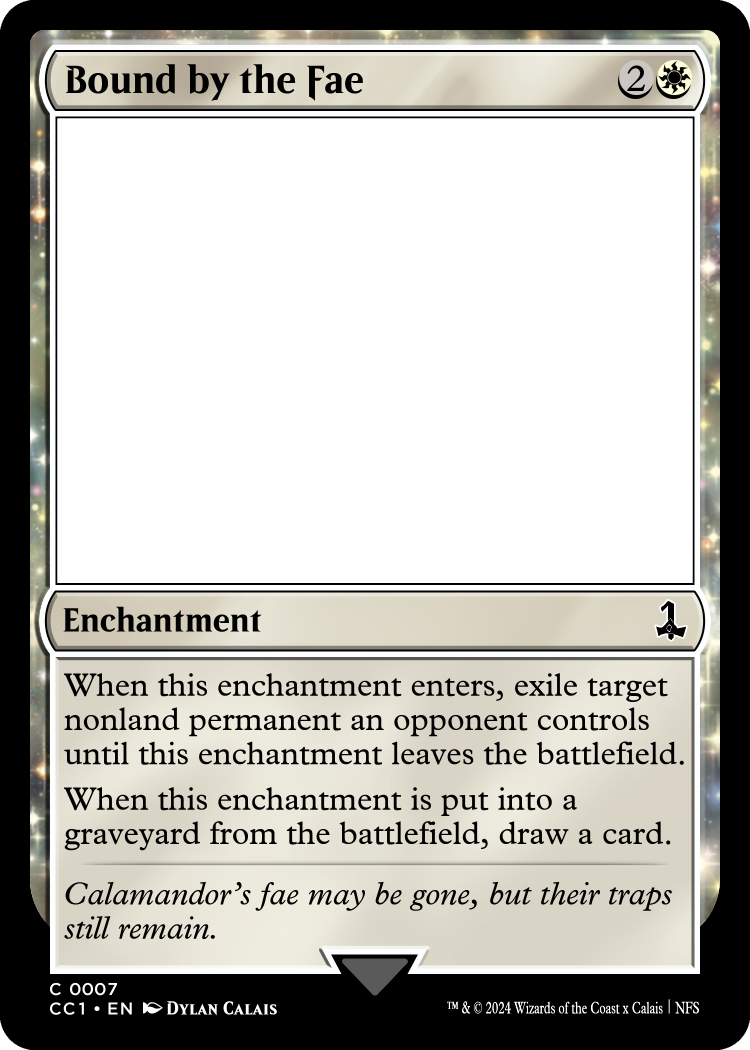 Bound by the Fae 2
Enchantment
When this enchantment enters, exile target
nonland permanent an opponent controls
until this enchantment leaves the battlefield.
When this enchantment is put into a
graveyard from the battlefield, draw a card.
Calamandor's fae may be gone, but their traps
still remain.
C 0007
CC1 • EN Dylan Calais
™ & © 2024 Wizards of the Coast x Calais | NFS